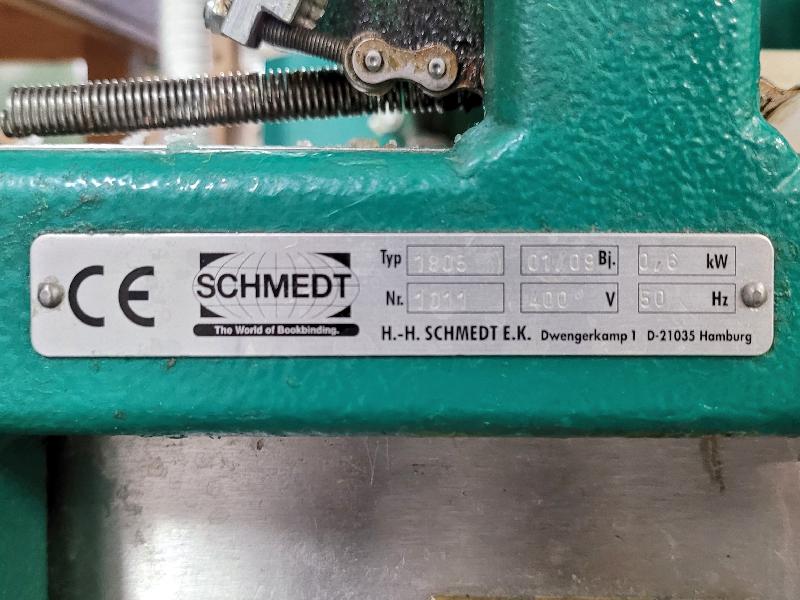 CE
SCHMEDT
The World of Bookbinding.
Typ 1805 01/09 Bj. 0,6 kW
Nr. 1011 400 V 50 Hz
H.-H. SCHMEDT E.K. Dwengerkamp 1 D-21035 Hamburg